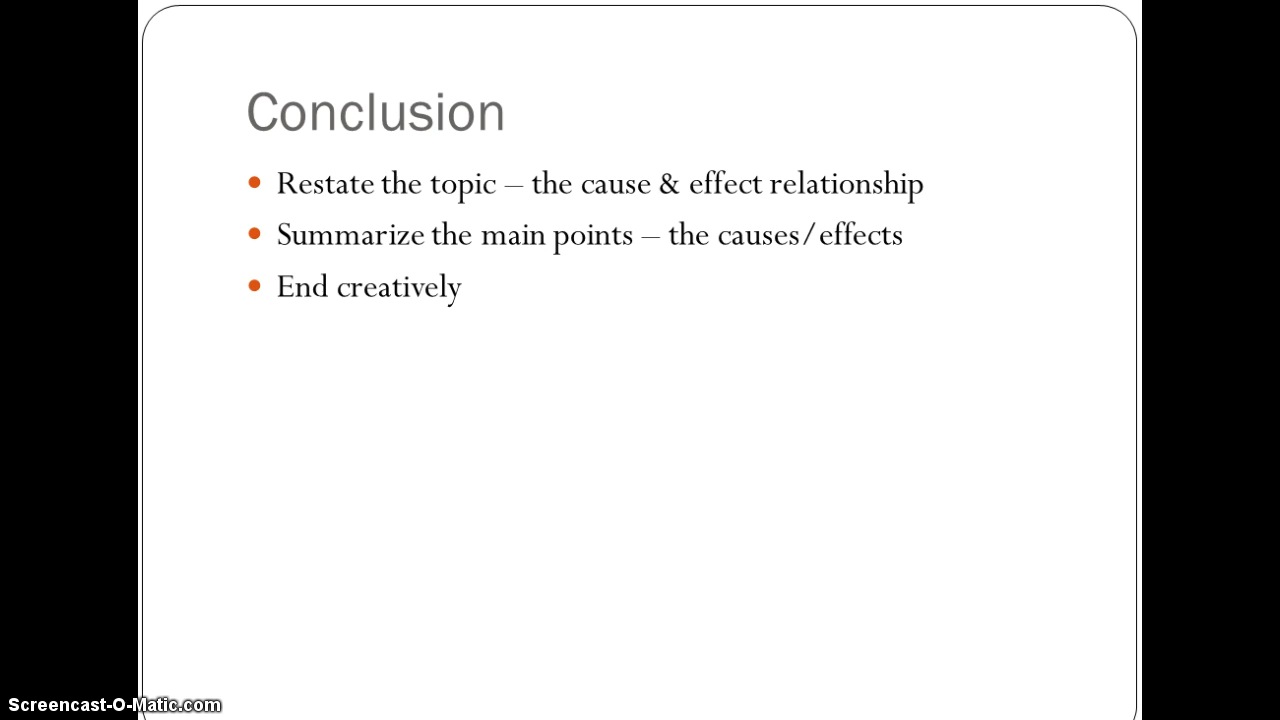 Conclusion
Restate the topic – the cause & effect relationship
Summarize the main points – the causes/effects
End creatively
Screencast-O-Matic.com